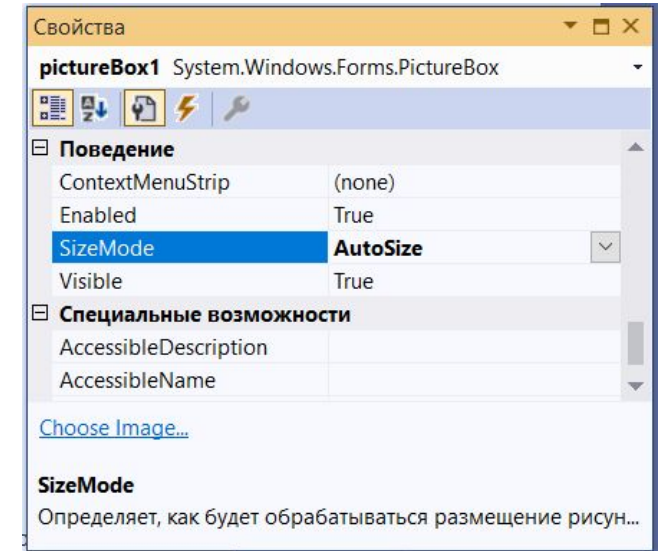 Свойства
pictureBox1 System.Windows.Forms.PictureBox
Поведение
ContextMenuStrip (none)
Enabled True
SizeMode AutoSize
Visible True
Специальные возможности
AccessibleDescription
AccessibleName
Choose Image...
SizeMode
Определяет, как будет обрабатываться размещение рисун...